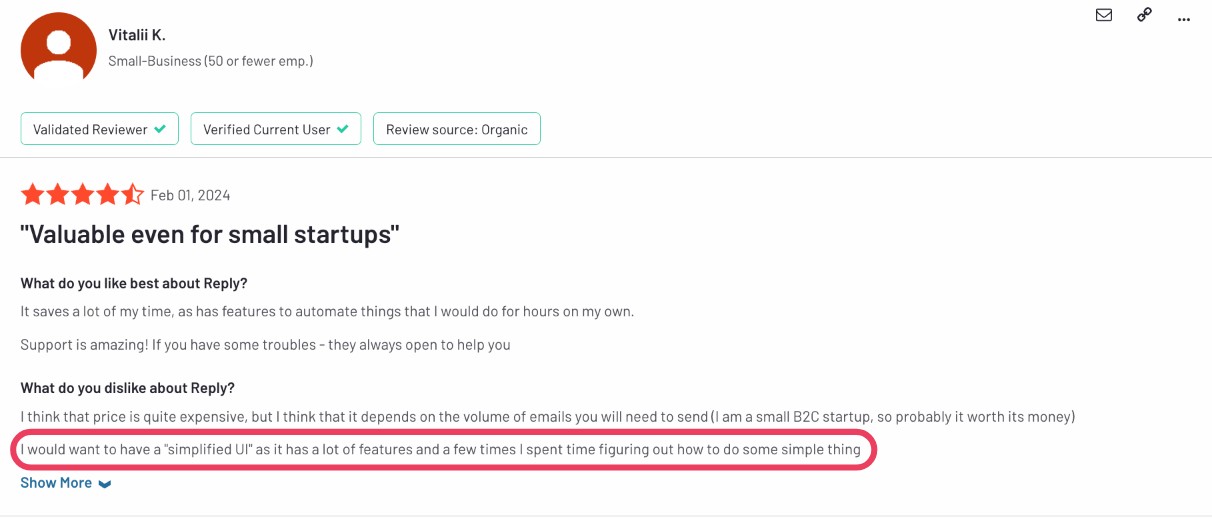 Vitalii K.
Small-Business (50 or fewer emp.)
Validated Reviewer
Verified Current User
Review source: Organic
Feb 01, 2024
"Valuable even for small startups"
What do you like best about Reply?
It saves a lot of my time, as has features to automate things that I would do for hours on my own.
Support is amazing! If you have some troubles - they always open to help you
What do you dislike about Reply?
I think that price is quite expensive, but I think that it depends on the volume of emails you will need to send (I am a small B2C startup, so probably it worth its money)
I would want to have a "simplified UI" as it has a lot of features and a few times I spent time figuring out how to do some simple thing
Show More